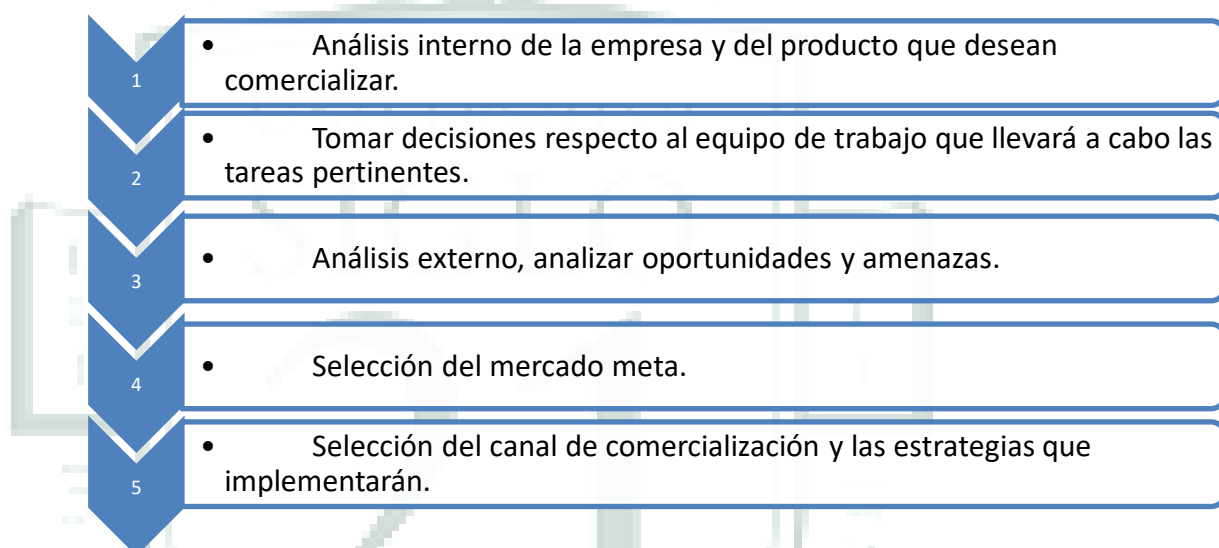 1
• Análisis interno de la empresa y del producto que desean
comercializar.
2
• Tomar decisiones respecto al equipo de trabajo que llevará a cabo las
tareas pertinentes.
3
• Análisis externo, analizar oportunidades y amenazas.
4
• Selección del mercado meta.
5
• Selección del canal de comercialización y las estrategias que
implementarán.
SIGLO
21